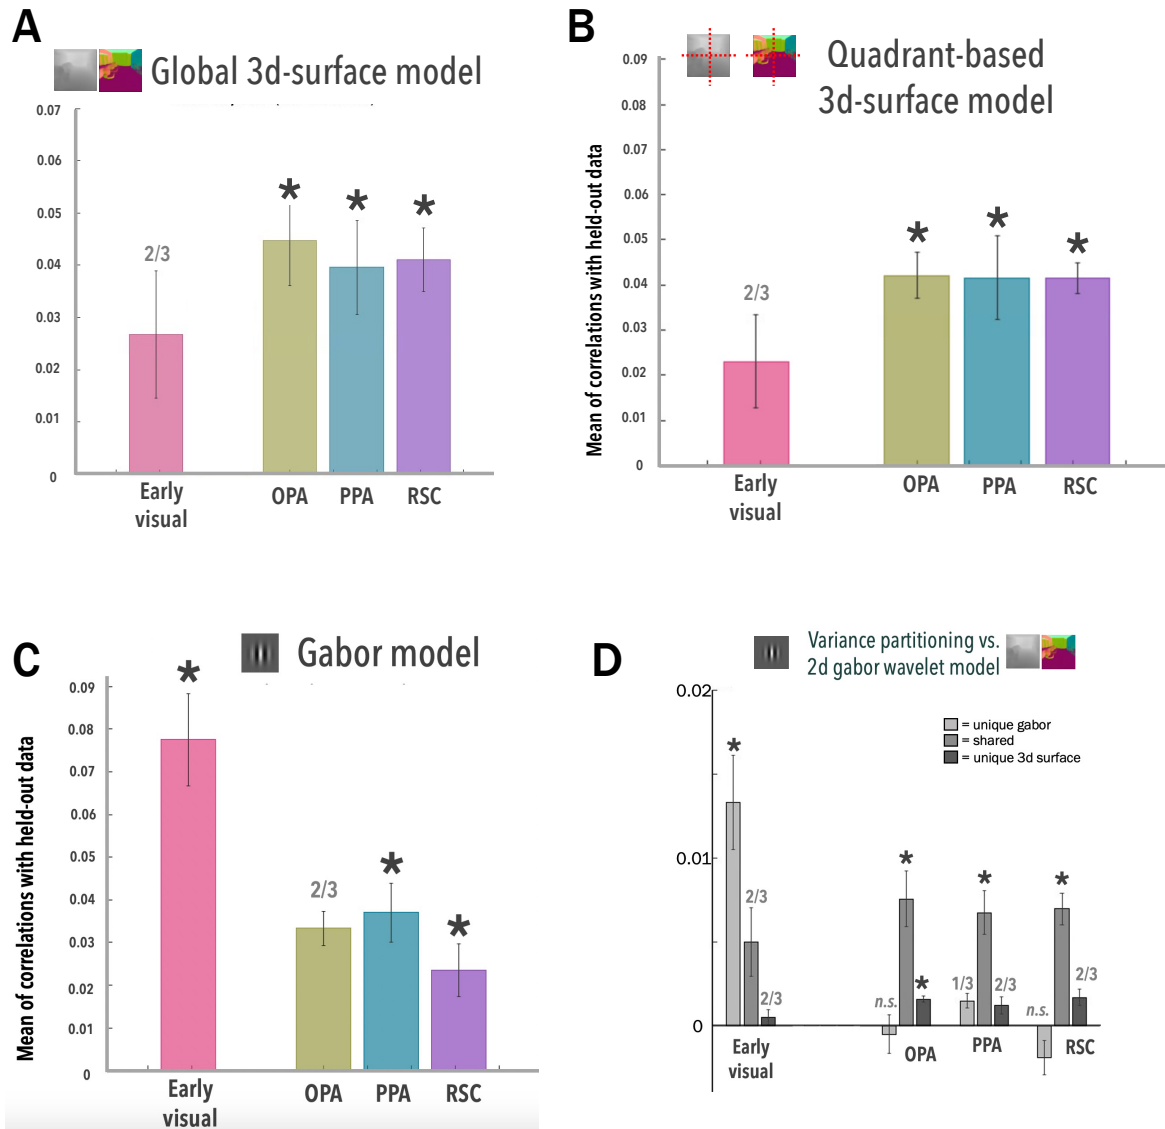 A
Global 3d-surface model
0.07
0.06
0.05
0.04
0.03
0.02
0.01
0
2/3
*
*
*
Early
visual
OPA
PPA
RSC
B
Quadrant-based
3d-surface model
Mean of correlations with held-out data
0.09
0.08
0.07
0.06
0.05
0.04
0.03
0.02
0.01
0
2/3
*
*
*
Early
visual
OPA
PPA
RSC
C
Gabor model
Mean of correlations with held-out data
0.09
0.08
0.07
0.06
0.05
0.04
0.03
0.02
0.01
0
*
2/3
*
*
Early
visual
OPA
PPA
RSC
D
Variance partitioning vs.
2d gabor wavelet model
0.02
0.01
0
= unique gabor
= shared
= unique 3d surface
*
2/3
2/3
n.s.
*
*
1/3
*
2/3
n.s.
*
2/3
Early
visual
OPA
PPA
RSC